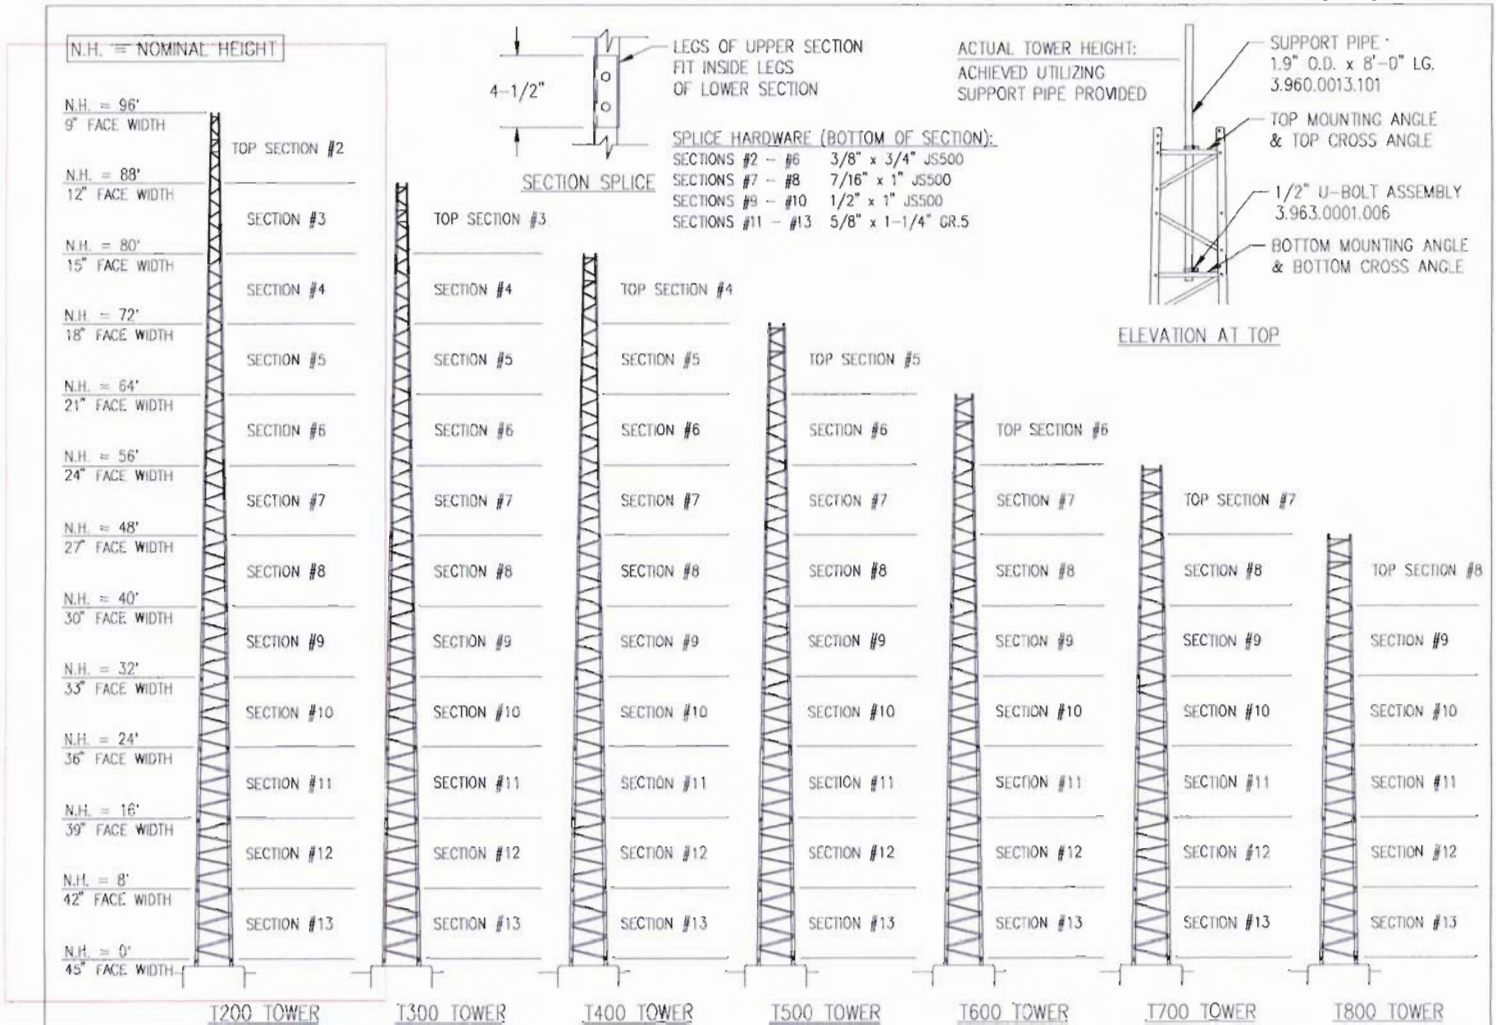 N.H. = NOMINAL HEIGHT
4-1/2"
LEGS OF UPPER SECTION
FIT INSIDE LEGS
OF LOWER SECTION
SECTION SPLICE
SPLICE HARDWARE (BOTTOM OF SECTION):
SECTIONS #2 - #6 3/8" x 3/4" JS500
SECTIONS #7 - #8 7/16" x 1" JS500
SECTIONS #9 - #10 1/2" x 1" JS500
SECTIONS #11 - #13 5/8" x 1-1/4" GR.5
ACTUAL TOWER HEIGHT:
ACHIEVED UTILIZING
SUPPORT PIPE PROVIDED
SUPPORT PIPE
1.9" O.D. x 8'-0" LG.
3.960.0013.101
TOP MOUNTING ANGLE
& TOP CROSS ANGLE
1/2" U-BOLT ASSEMBLY
3.963.0001.006
BOTTOM MOUNTING ANGLE
& BOTTOM CROSS ANGLE
ELEVATION AT TOP
N.H. = 96'
9" FACE WIDTH
TOP SECTION #2
N.H. = 88'
12" FACE WIDTH
SECTION #3 TOP SECTION #3
N.H. = 80'
15" FACE WIDTH
SECTION #4 SECTION #4 TOP SECTION #4
N.H. = 72'
18" FACE WIDTH
SECTION #5 SECTION #5 SECTION #5 TOP SECTION #5
N.H. = 64'
21" FACE WIDTH
SECTION #6 SECTION #6 SECTION #6 SECTION #6 TOP SECTION #6
N.H. = 56'
24" FACE WIDTH
SECTION #7 SECTION #7 SECTION #7 SECTION #7 SECTION #7 TOP SECTION #7
N.H. = 48'
27" FACE WIDTH
SECTION #8 SECTION #8 SECTION #8 SECTION #8 SECTION #8 SECTION #8 TOP SECTION #8
N.H. = 40'
30" FACE WIDTH
SECTION #9 SECTION #9 SECTION #9 SECTION #9 SECTION #9 SECTION #9 SECTION #9
N.H. = 32'
33" FACE WIDTH
SECTION #10 SECTION #10 SECTION #10 SECTION #10 SECTION #10 SECTION #10 SECTION #10
N.H. = 24'
36" FACE WIDTH
SECTION #11 SECTION #11 SECTION #11 SECTION #11 SECTION #11 SECTION #11 SECTION #11
N.H. = 16'
39" FACE WIDTH
SECTION #12 SECTION #12 SECTION #12 SECTION #12 SECTION #12 SECTION #12 SECTION #12
N.H. = 8'
42" FACE WIDTH
SECTION #13 SECTION #13 SECTION #13 SECTION #13 SECTION #13 SECTION #13 SECTION #13
N.H. = 0'
45" FACE WIDTH
T200 TOWER T300 TOWER T400 TOWER T500 TOWER T600 TOWER T700 TOWER T800 TOWER